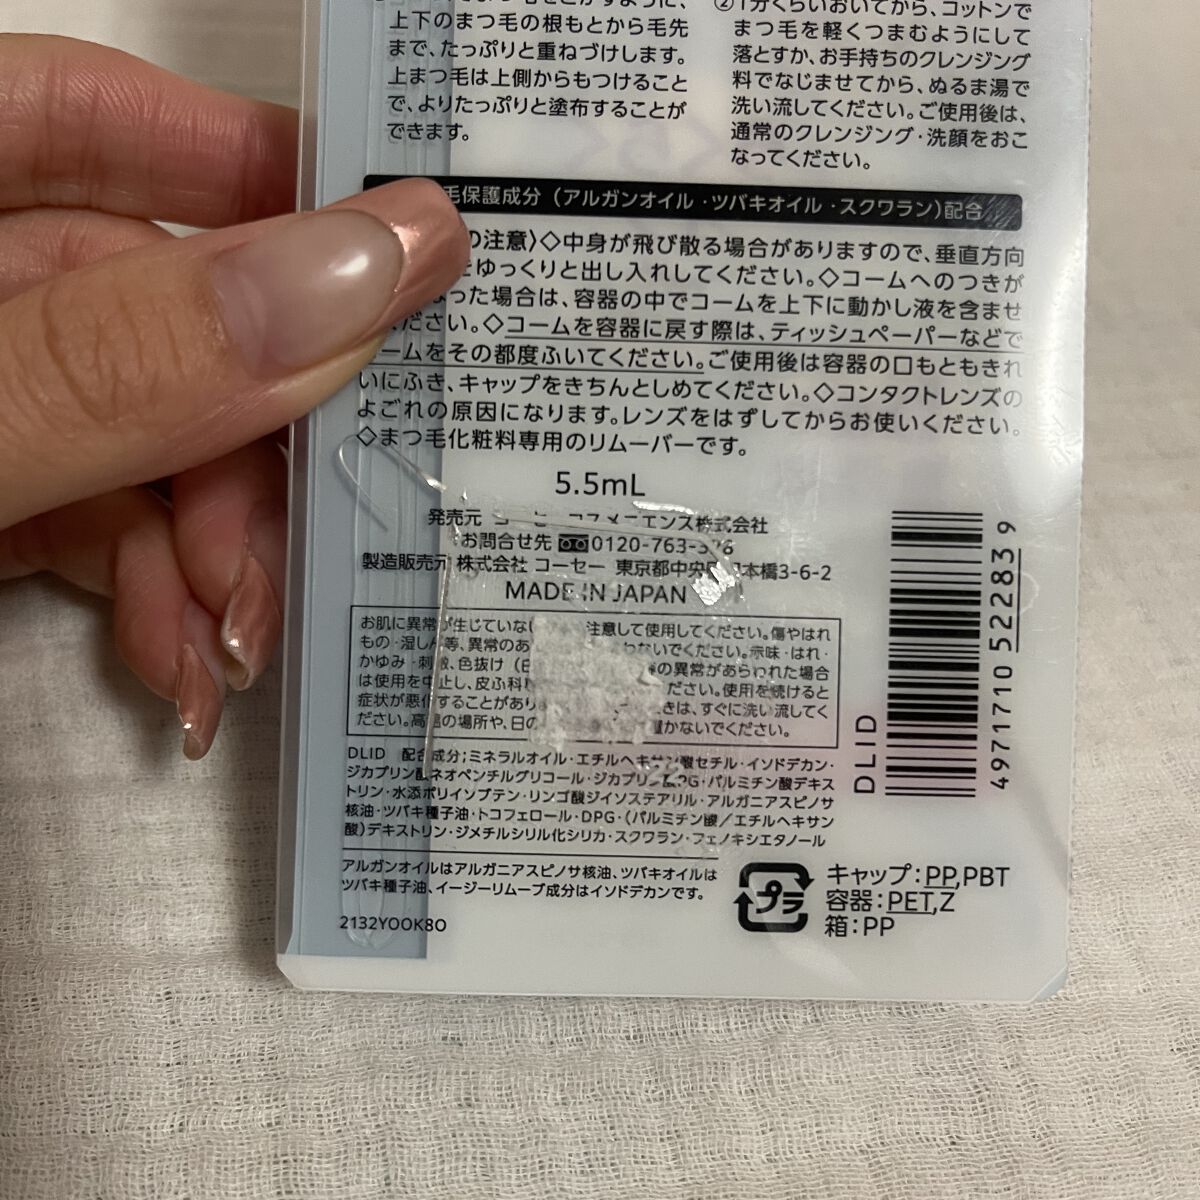 上下のまつ毛の根もとから毛先
まで、たっぷりと重ねづけします。
上まつ毛は上側からもつけること
で、よりたっぷりと塗布することが
できます。
②1分くらいおいてから、コットンで
まつ毛を軽くつまむようにして
落とすか、お手持ちのクレンジング
料でなじませてから、ぬるま湯で
洗い流してください。ご使用後は、
通常のクレンジング・洗顔をおこ
なってください。
毛保護成分（アルガンオイル・ツバキオイル・スクワラン）配合
の注意〉◇中身が飛び散る場合がありますので、垂直方向
をゆっくりと出し入れしてください。◇コームへのつきが
なった場合は、容器の中でコームを上下に動かし液を含ませ
ください。◇コームを容器に戻す際は、ティッシュペーパーなどで
ームをその都度ふいてください。ご使用後は容器の口もともきれ
いにふき、キャップをきちんとしめてください。◇コンタクトレンズの
よごれの原因になります。レンズをはずしてからお使いください。
◇まつ毛化粧料専用のリムーバーです。
5.5mL
発売元 コーセーコスメニエンス株式会社
お問合せ先 0120-763-3
製造販売元 株式会社 コーセー 東京都中央区日本橋3-6-2
MADE IN JAPAN
お肌に異常が生じていない 注意して使用してください。傷やはれ
もの・湿しん等、異常のあ わないでください。赤味・はれ・
かゆみ・刺激、色抜け（白 の異常があらわれた場合
は使用を中止し、皮ふ科 ださい。使用を続けると
症状が悪化することがあり きは、すぐに洗い流してく
ださい。高温の場所や、日の 置かないでください。
DLID 配合成分；ミネラルオイル・エチルヘキサン酸セチル・イソドデカン・
ジカプリン酸ネオペンチルグリコール・ジカプリン酸PG・パルミチン酸デキス
トリン・水添ポリイソブテン・リンゴ酸ジイソステアリル・アルガニアスピノサ
核油・ツバキ種子油・トコフェロール・DPG・（パルミチン酸／エチルヘキサン
酸）デキストリン・ジメチルシリル化シリカ・スクワラン・フェノキシエタノール
アルガンオイルはアルガニアスピノサ核油、ツバキオイルは
ツバキ種子油、イージーリムーブ成分はイソドデカンです。
2132YOOK8O
DLID
4971710 522839
プラ
キャップ：PP,PBT
容器：PET,Z
箱：PP